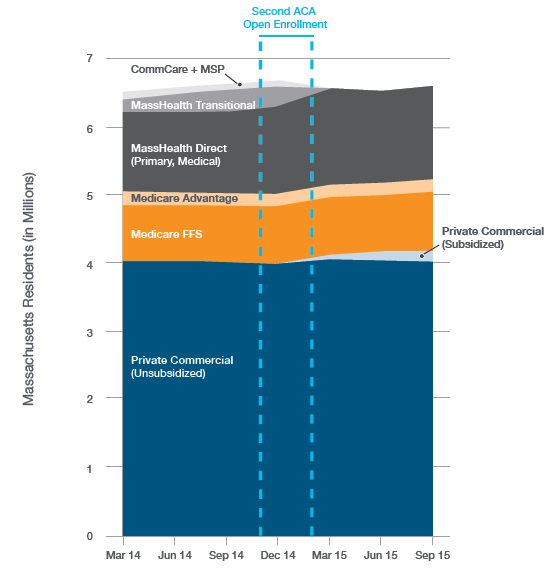 Second ACA
Open Enrollment
7
6
5
4
3
2
1
0
Massachusetts Residents (in Millions)
CommCare + MSP
MassHealth Transitional
MassHealth Direct
(Primary, Medical)
Medicare Advantage
Medicare FFS
Private Commercial
(Subsidized)
Private Commercial
(Unsubsidized)
Mar 14 Jun 14 Sep 14 Dec 14 Mar 15 Jun 15 Sep 15